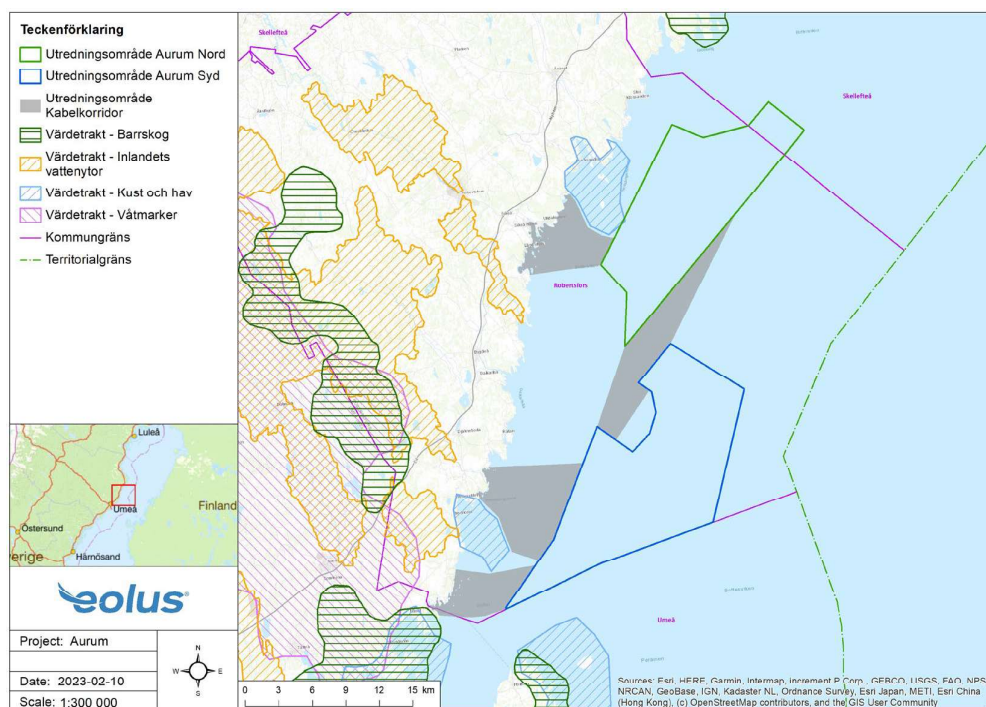 Teckenförklaring
Utredningsområde Aurum Nord
Utredningsområde Aurum Syd
Utredningsområde
Kabelkorridor
Värdetrakt - Barrskog
Värdetrakt - Inlandets
vattenytor
Värdetrakt - Kust och hav
Värdetrakt - Våtmarker
Kommungräns
Territorialgräns
Luleå
Finland
Umeå
Östersund
erige
Härnösand
eolus
Project: Aurum
Date: 2023-02-10
Scale: 1:300 000
N
W E
S
Skellefteå
Skellefteå
Robertsfors
Umeå
0 3 6 9 12 15 km
Sources: Esri, HERE, Garmin, Intermap, increment P Corp., GEBCO, USGS, FAO, NPS,
NRCAN, GeoBase, IGN, Kadaster NL, Ordnance Survey, Esri Japan, METI, Esri China
(Hong Kong), (c) OpenStreetMap contributors, and the GIS User Community